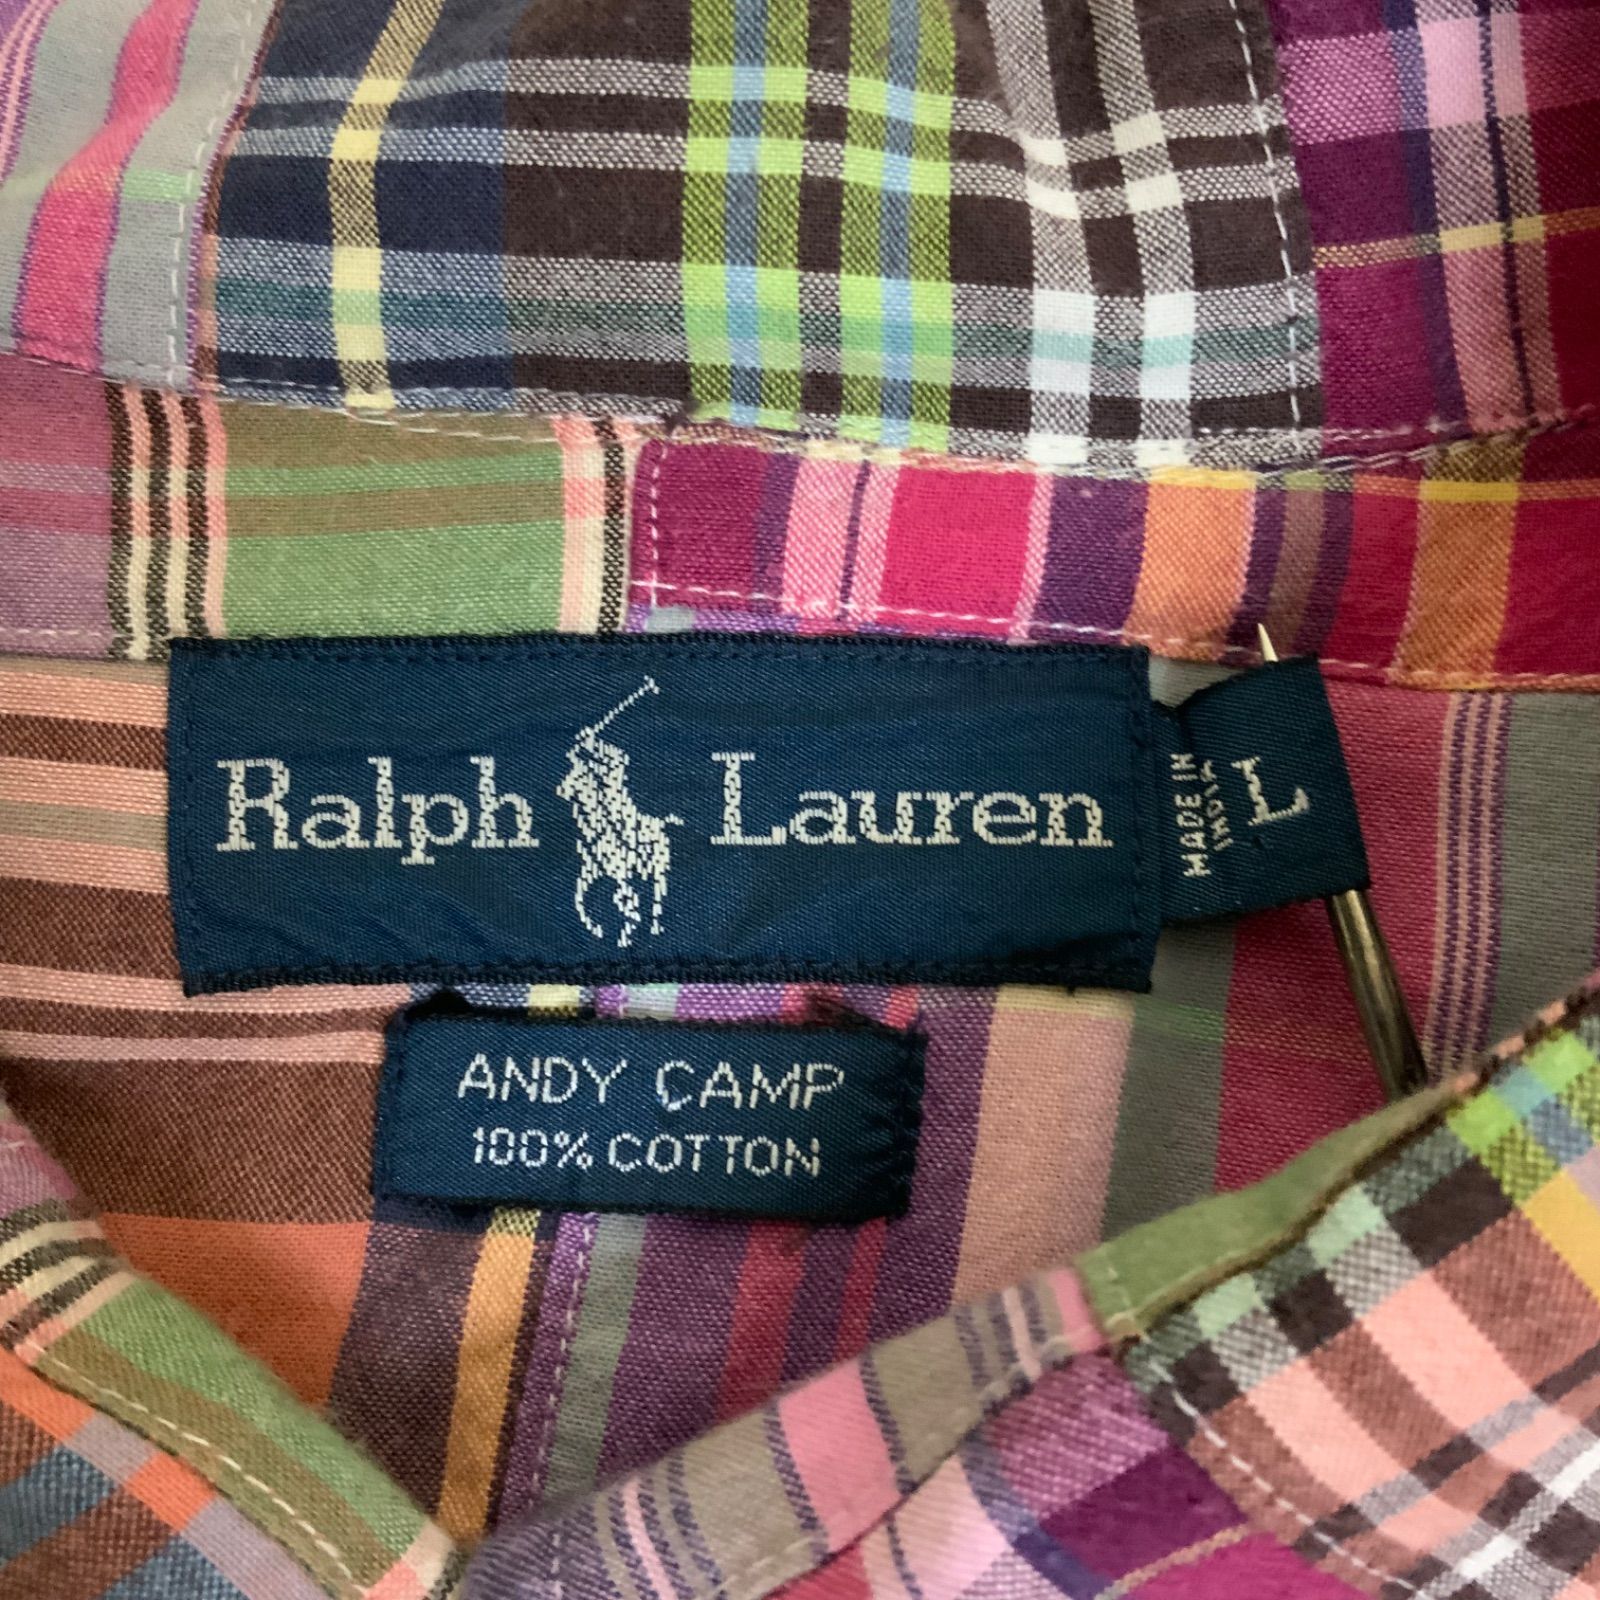 Ralph Lauren
MADE IN
INDIA
L
ANDY CAMP
100% COTTON